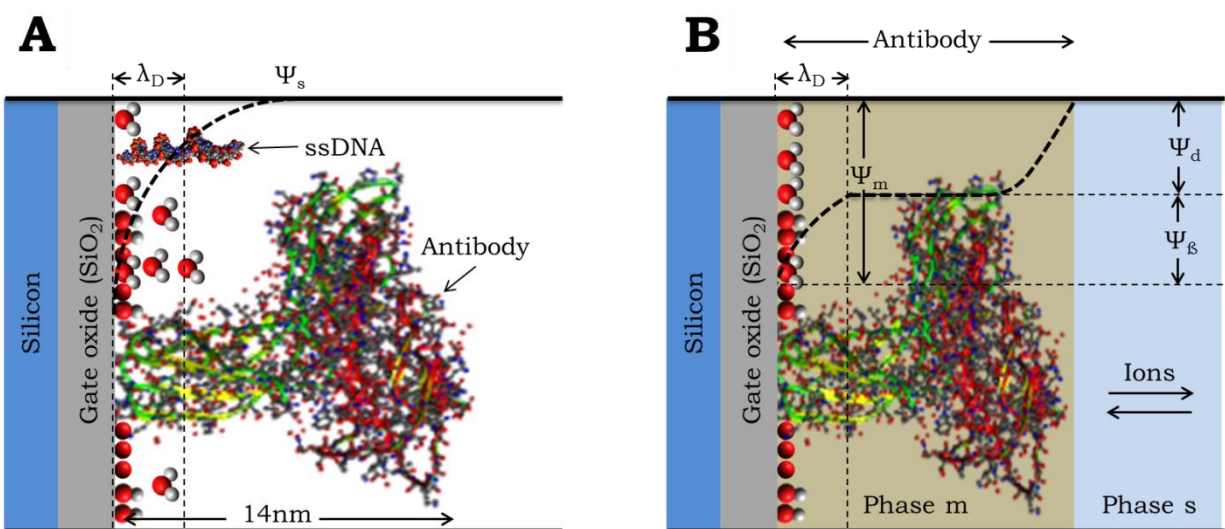 A
λD
Ψs
ssDNA
Antibody
Silicon
Gate oxide (SiO2)
14nm
B
Antibody
λD
Ψm
Ψd
Ψß
Silicon
Gate oxide (SiO2)
Ions
Phase m
Phase s